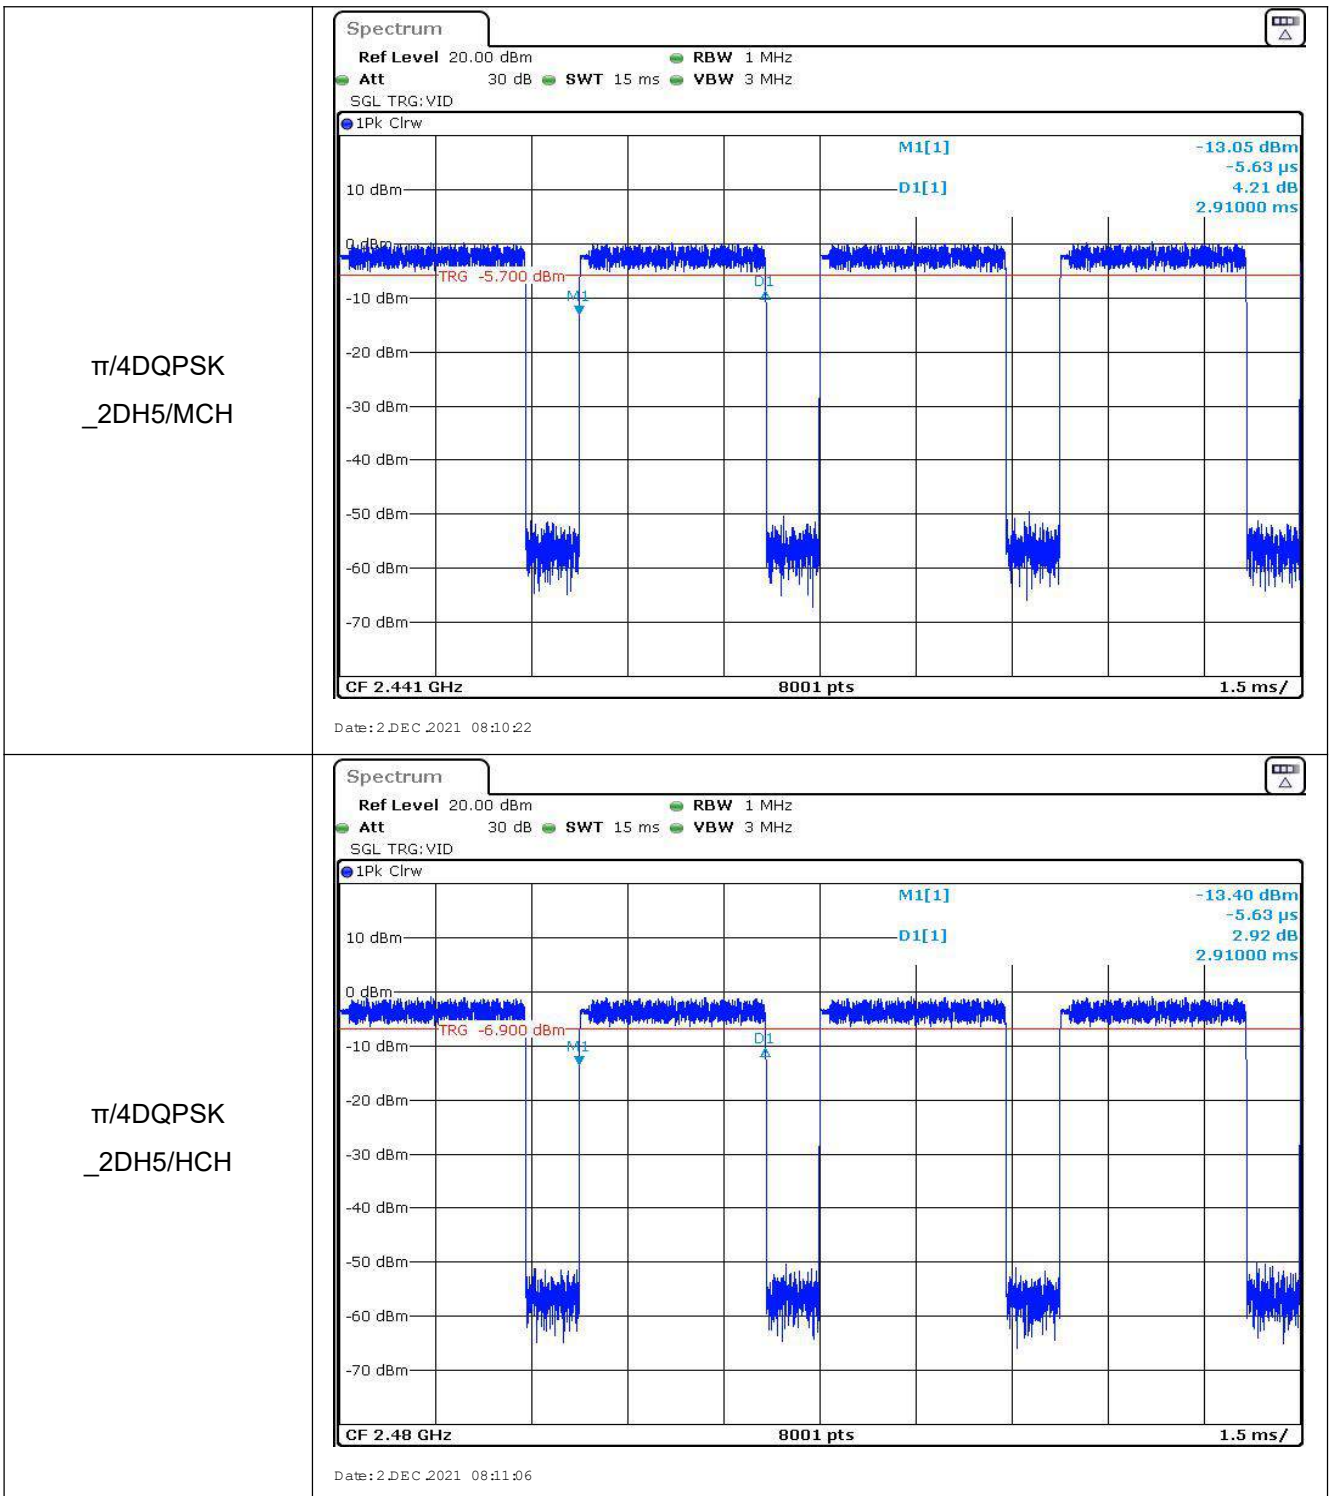 π/4DQPSK
_2DH5/MCH
Spectrum
Ref Level 20.00 dBm RBW 1 MHz
Att 30 dB SWT 15 ms VBW 3 MHz
SGL TRG:VID
1Pk Clrw
M1[1] -13.05 dBm
-5.63 µs
D1[1] 4.21 dB
2.91000 ms
10 dBm
0 dBm
TRG -5.700 dBm
M1
D1
-10 dBm
-20 dBm
-30 dBm
-40 dBm
-50 dBm
-60 dBm
-70 dBm
CF 2.441 GHz 8001 pts 1.5 ms/
Date: 2.DEC.2021 08:10:22
π/4DQPSK
_2DH5/HCH
Spectrum
Ref Level 20.00 dBm RBW 1 MHz
Att 30 dB SWT 15 ms VBW 3 MHz
SGL TRG:VID
1Pk Clrw
M1[1] -13.40 dBm
-5.63 µs
D1[1] 2.92 dB
2.91000 ms
10 dBm
0 dBm
TRG -6.900 dBm
M1
D1
-10 dBm
-20 dBm
-30 dBm
-40 dBm
-50 dBm
-60 dBm
-70 dBm
CF 2.48 GHz 8001 pts 1.5 ms/
Date: 2.DEC.2021 08:11:06